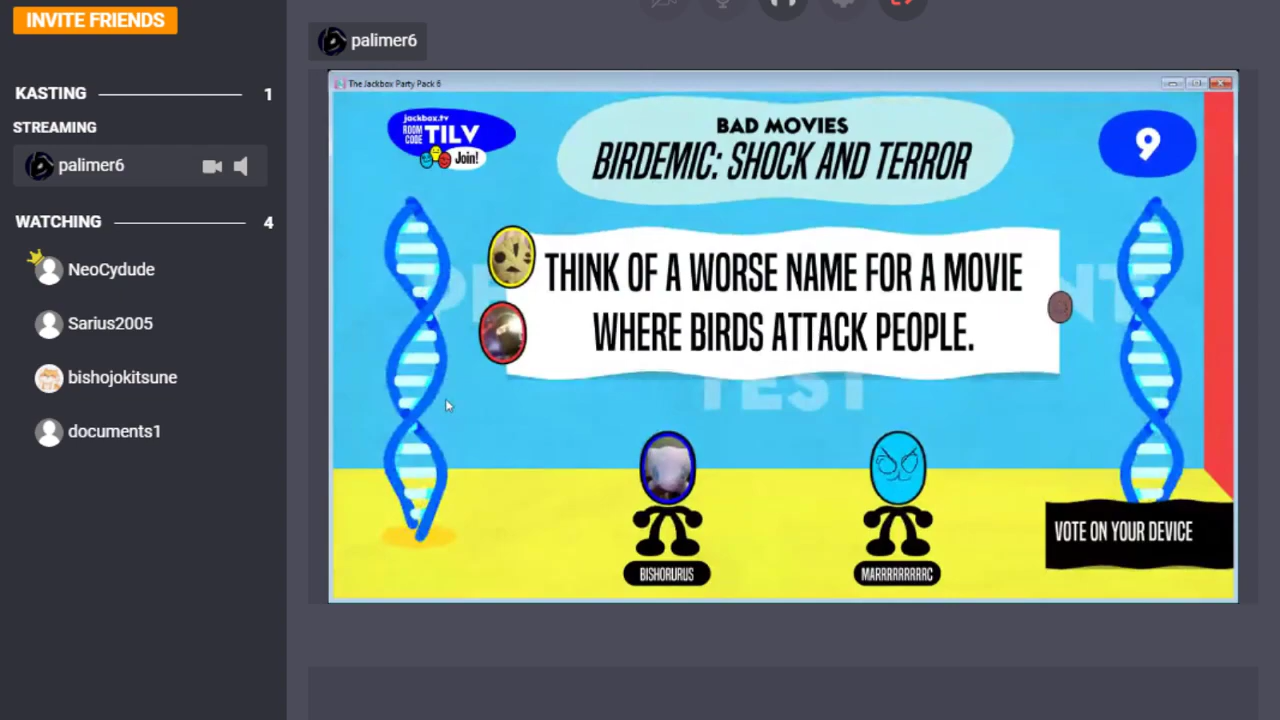 INVITE FRIENDS
KASTING 1
STREAMING
palimer6
WATCHING 4
NeoCydude
Sarius2005
bishojokitsune
documents1
palimer6
The Jackbox Party Pack 6
jackbox.tv
ROOM CODE TILV
Join!
BAD MOVIES
BIRDEMIC: SHOCK AND TERROR
9
THINK OF A WORSE NAME FOR A MOVIE
WHERE BIRDS ATTACK PEOPLE.
TEST
VOTE ON YOUR DEVICE
BISHORURUS